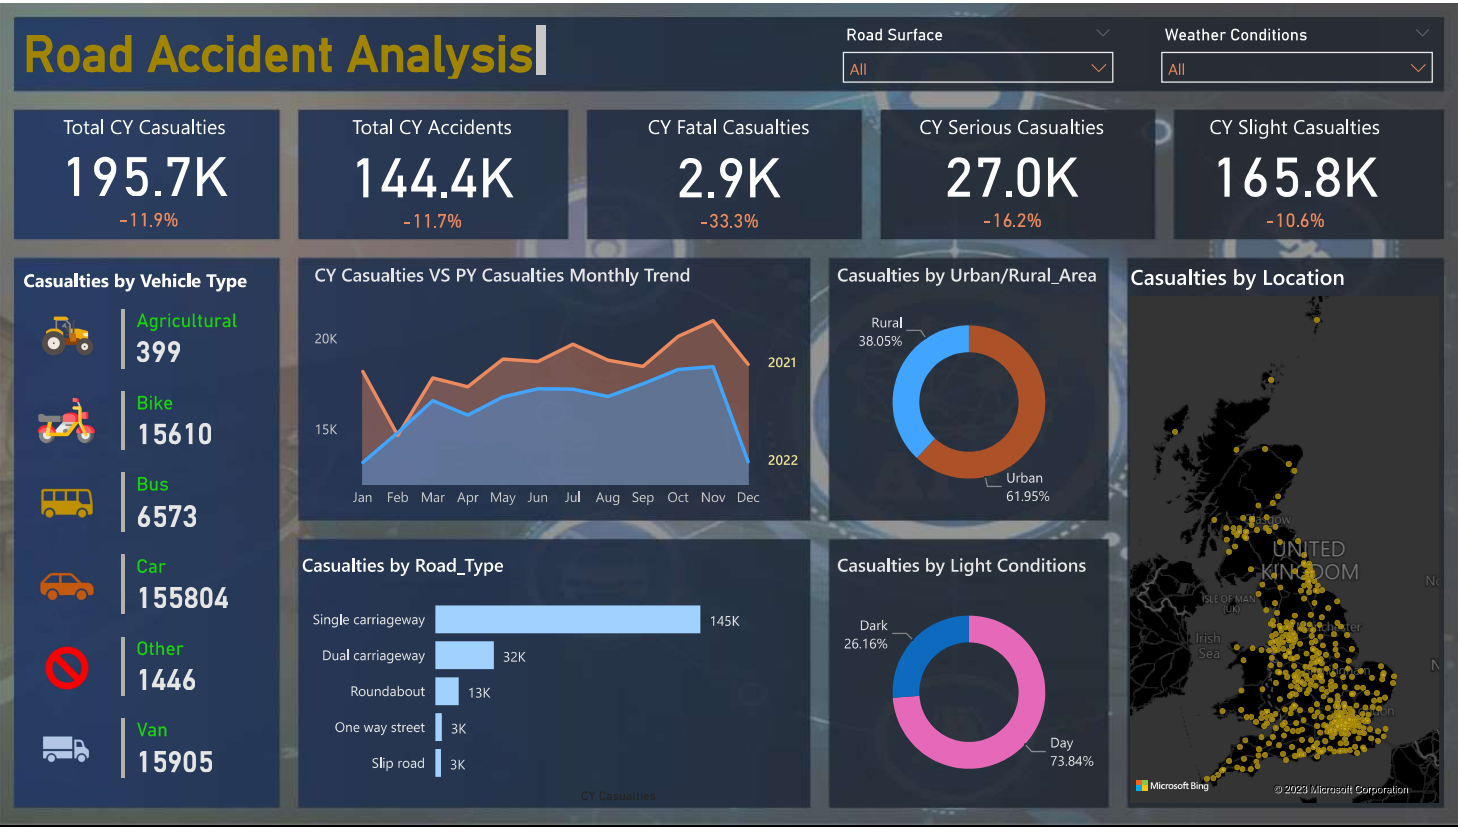 Road Accident Analysis
Road Surface
All
Weather Conditions
All
Total CY Casualties
195.7K
-11.9%
Total CY Accidents
144.4K
-11.7%
CY Fatal Casualties
2.9K
-33.3%
CY Serious Casualties
27.0K
-16.2%
CY Slight Casualties
165.8K
-10.6%
Casualties by Vehicle Type
Agricultural
399
Bike
15610
Bus
6573
Car
155804
Other
1446
Van
15905
CY Casualties VS PY Casualties Monthly Trend
20K
15K
2021
2022
Jan Feb Mar Apr May Jun Jul Aug Sep Oct Nov Dec
Casualties by Road_Type
Single carriageway 145K
Dual carriageway 32K
Roundabout 13K
One way street 3K
Slip road 3K
CY Casualties
Casualties by Urban/Rural_Area
Rural
38.05%
Urban
61.95%
Casualties by Light Conditions
Dark
26.16%
Day
73.84%
Casualties by Location
Glasgow
UNITED
KINGDOM
ISLE OF MAN
(UK)
Irish
Sea
Microsoft Bing
© 2023 Microsoft Corporation